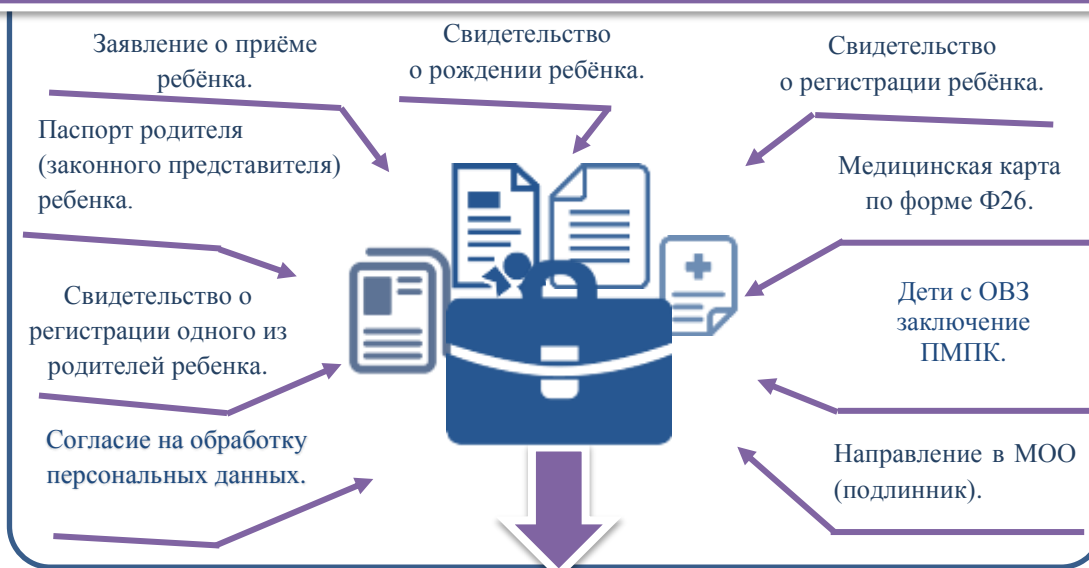 Заявление о приёме
ребёнка.
Свидетельство
о рождении ребёнка.
Свидетельство
о регистрации ребёнка.
Паспорт родителя
(законного представителя)
ребенка.
Медицинская карта
по форме Ф26.
Свидетельство о
регистрации одного из
родителей ребенка.
Дети с ОВЗ
заключение
ПМПК.
Согласие на обработку
персональных данных.
Направление в МОО
(подлинник).